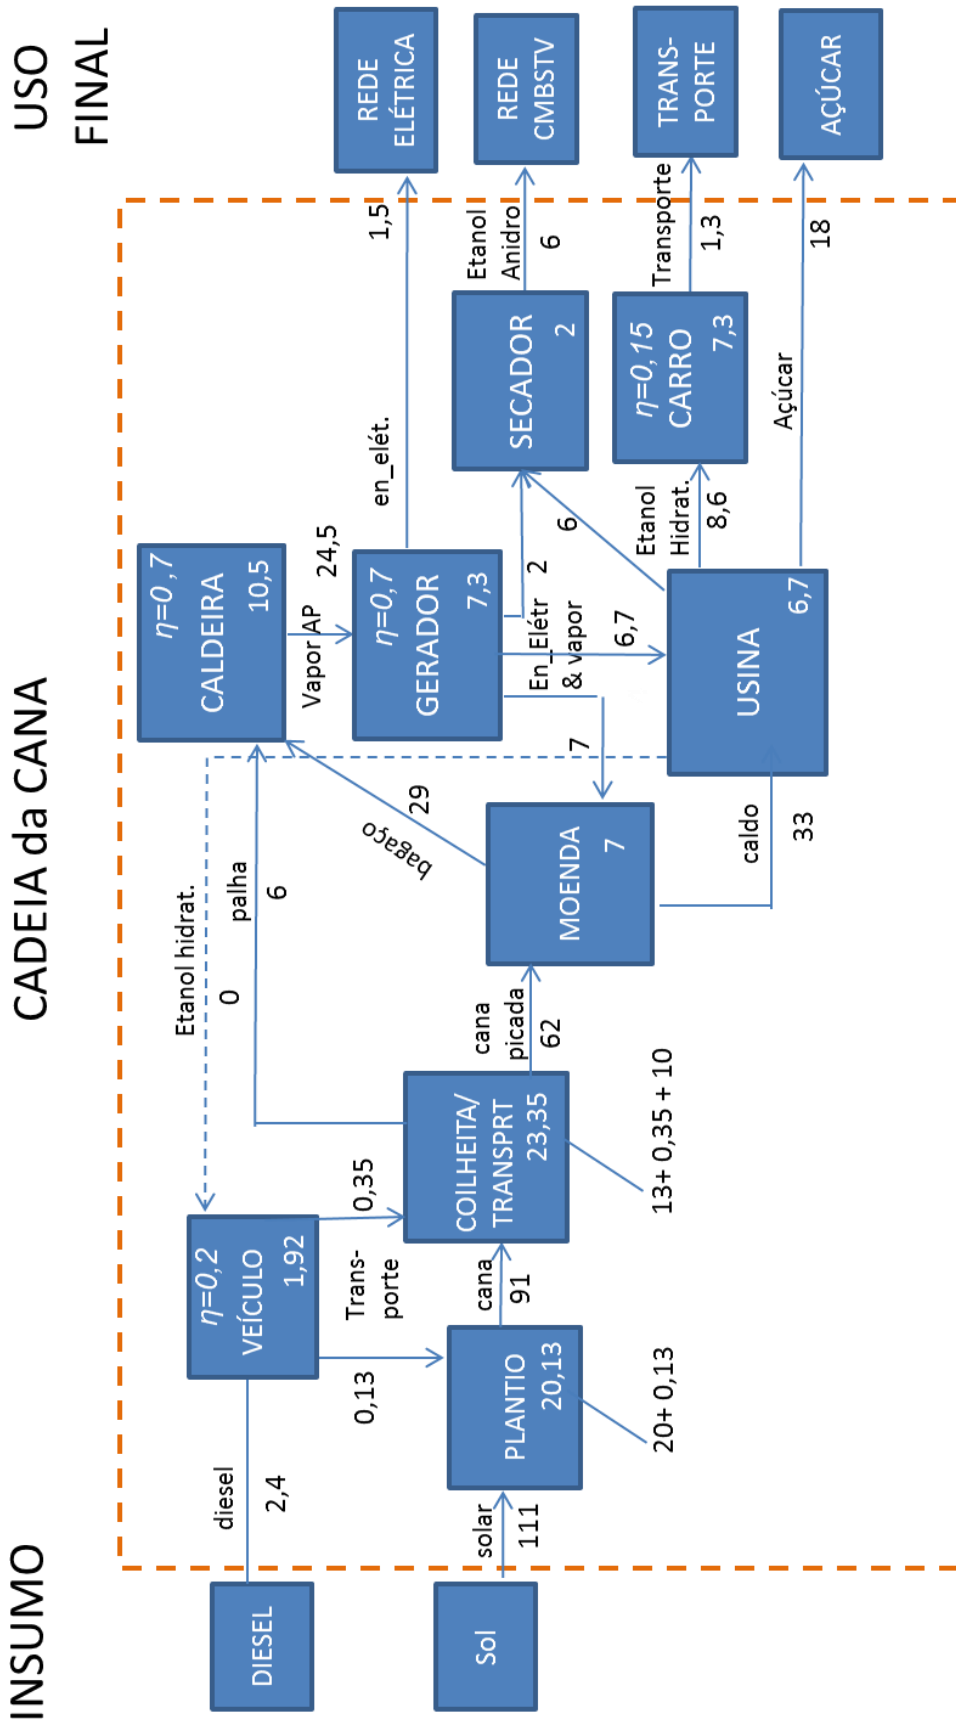 INSUMO
CADEIA da CANA
USO
FINAL
DIESEL
diesel
2,4
η=0,2
VEÍCULO
1,92
Etanol hidrat.
0
palha
6
η=0,7
CALDEIRA
10,5
Vapor AP
24,5
en_elét.
1,5
REDE
ELÉTRICA
0,13
Trans-
porte
0,35
Sol
solar
111
PLANTIO
20,13
20+ 0,13
cana
91
COILHEITA/
TRANSPRT
23,35
13+ 0,35 + 10
cana
picada
62
MOENDA
7
bagaço
29
7
η=0,7
GERADOR
7,3
En_Elétr
& vapor
6,7
2
6
SECADOR
2
Etanol
Anidro
6
REDE
CMBSTV
caldo
33
USINA
6,7
Etanol
Hidrat.
8,6
η=0,15
CARRO
7,3
Transporte
1,3
TRANS-
PORTE
Açúcar
18
AÇÚCAR